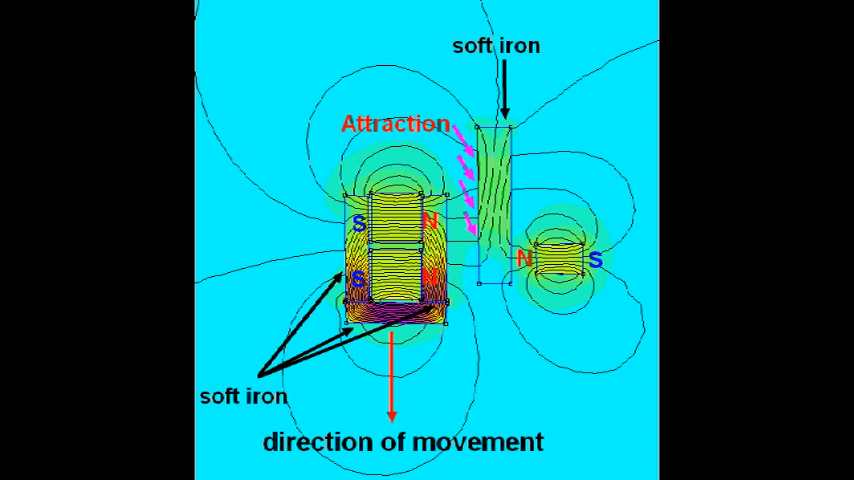 soft iron
Attraction
S N
N S
S N
soft iron
direction of movement